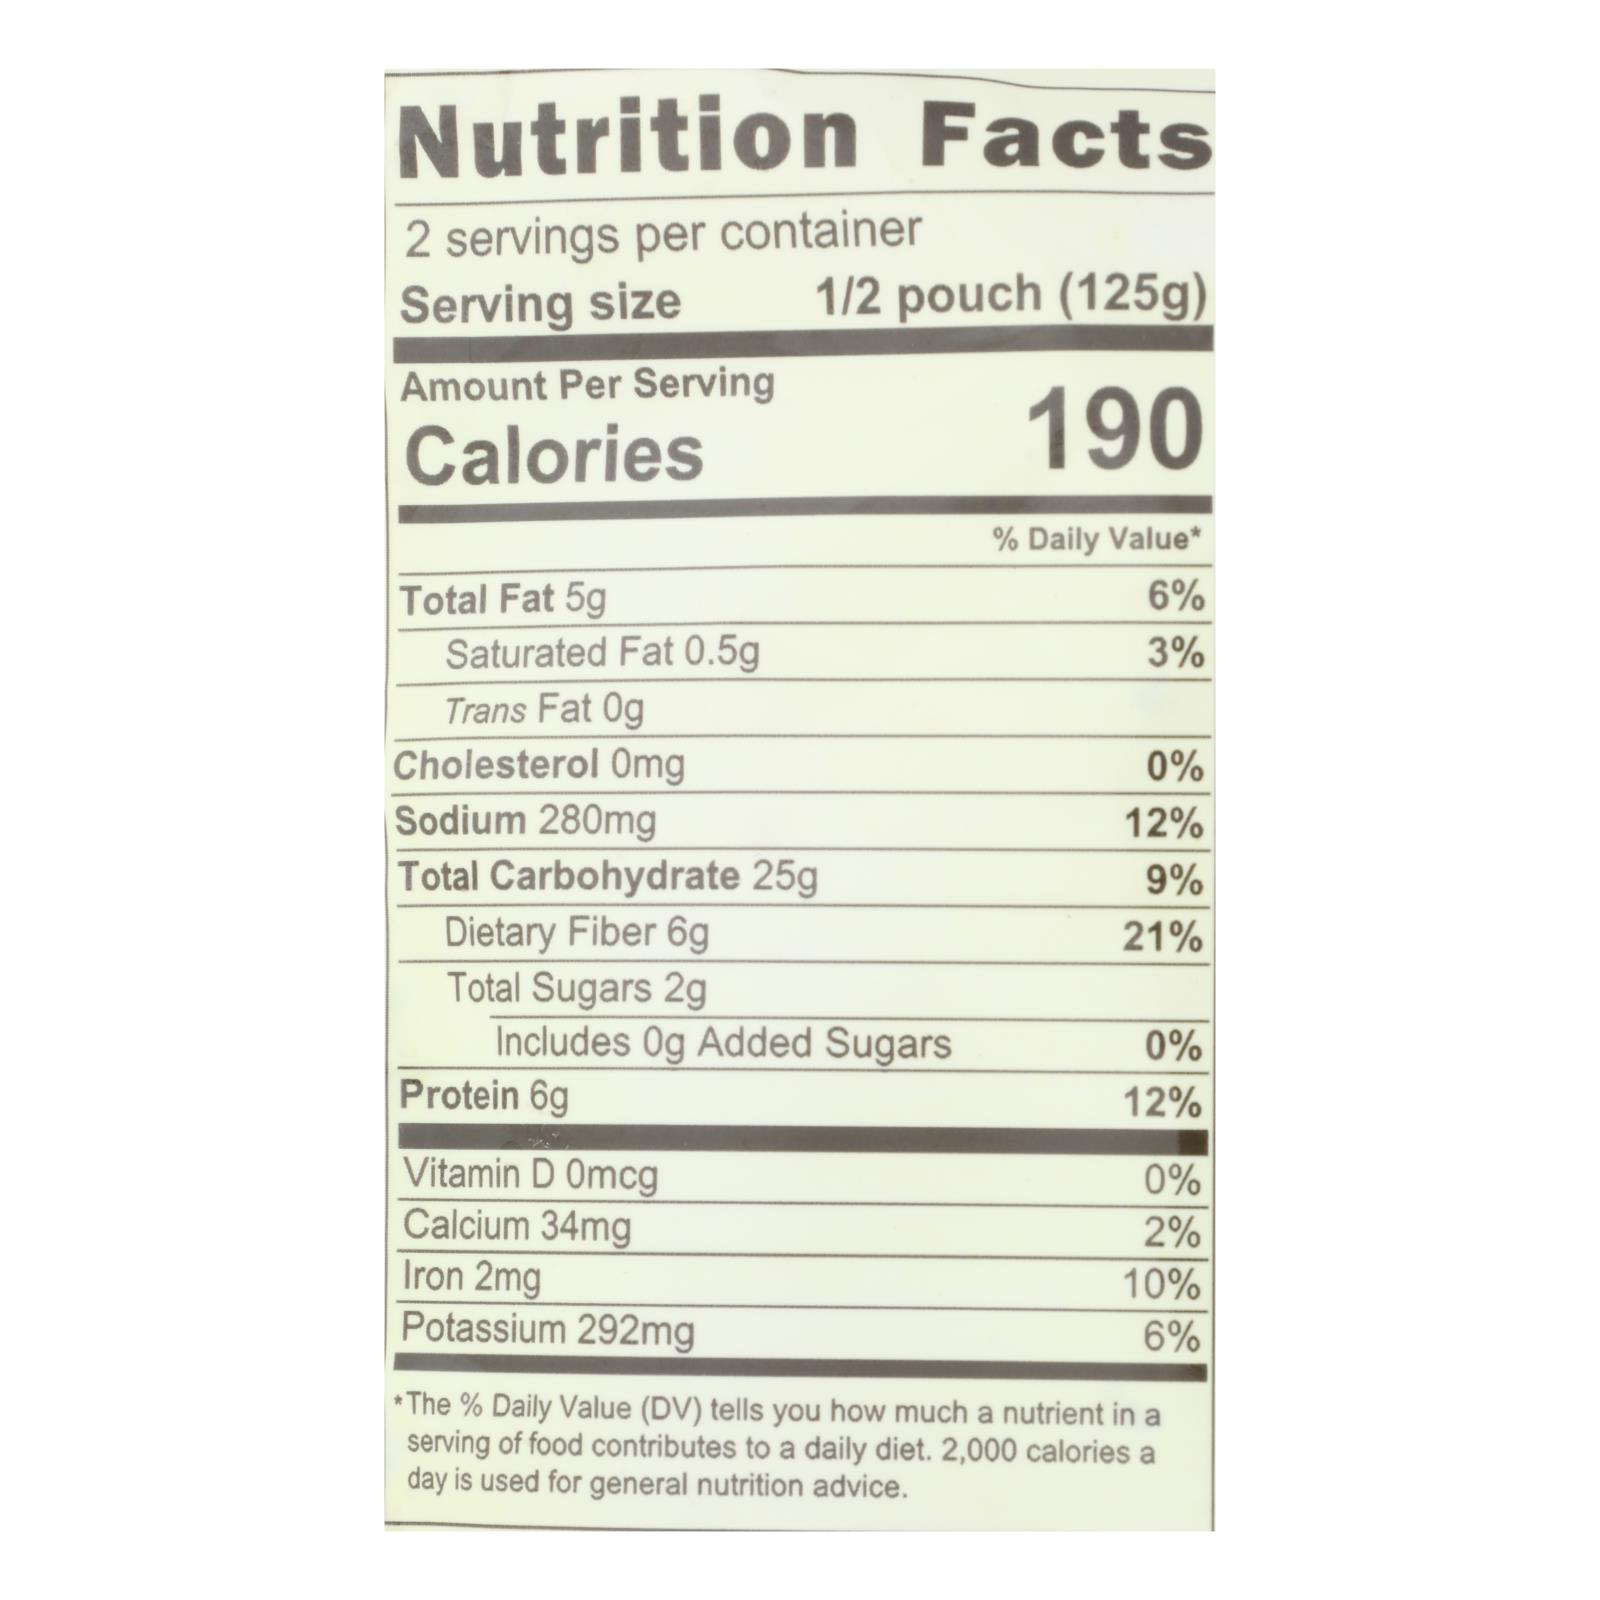 Nutrition Facts
2 servings per container
Serving size 1/2 pouch (125g)
Amount Per Serving
Calories 190
% Daily Value*
Total Fat 5g 6%
Saturated Fat 0.5g 3%
Trans Fat 0g
Cholesterol 0mg 0%
Sodium 280mg 12%
Total Carbohydrate 25g 9%
Dietary Fiber 6g 21%
Total Sugars 2g
Includes 0g Added Sugars 0%
Protein 6g 12%
Vitamin D 0mcg 0%
Calcium 34mg 2%
Iron 2mg 10%
Potassium 292mg 6%
*The % Daily Value (DV) tells you how much a nutrient in a
serving of food contributes to a daily diet. 2,000 calories a
day is used for general nutrition advice.